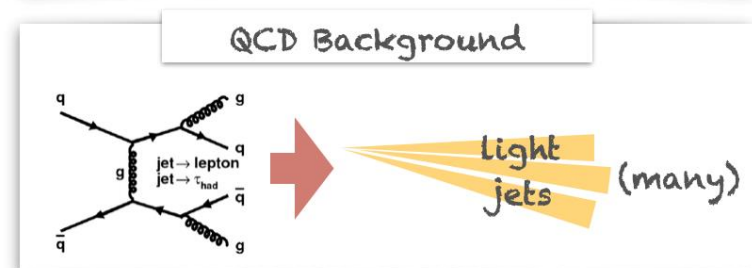 QCD Background
q
g
q
g
jet→ lepton
jet→ τhad
q̄
q̄
g
light
jets
(many)